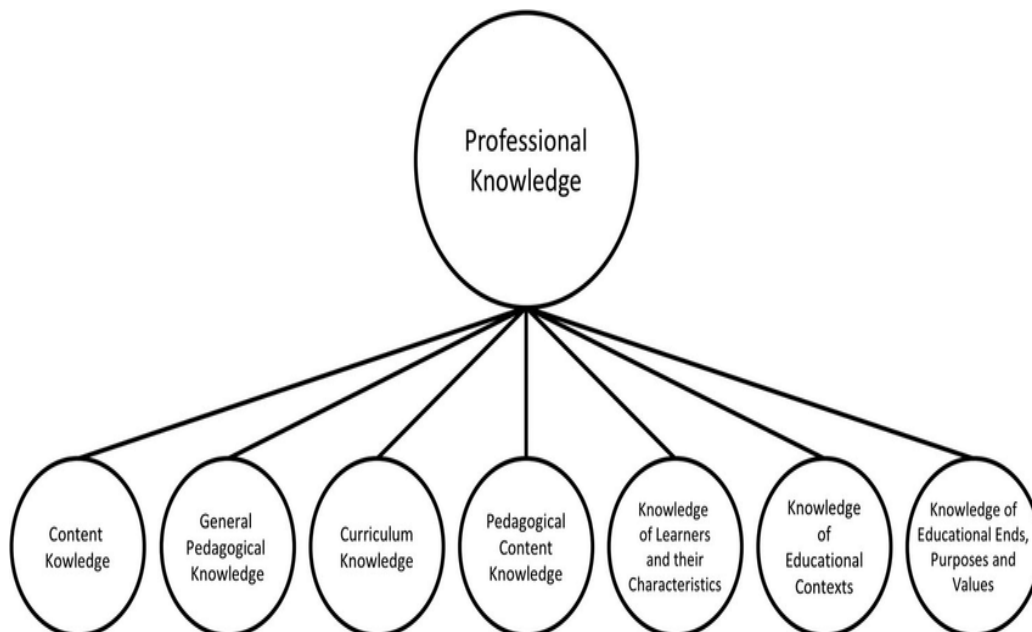 Professional
Knowledge
Content
Kowledge
General
Pedagogical
Knowledge
Curriculum
Knowledge
Pedagogical
Content
Knowledge
Knowledge
of Learners
and their
Characteristics
Knowledge
of
Educational
Contexts
Knowledge of
Educational Ends,
Purposes and
Values